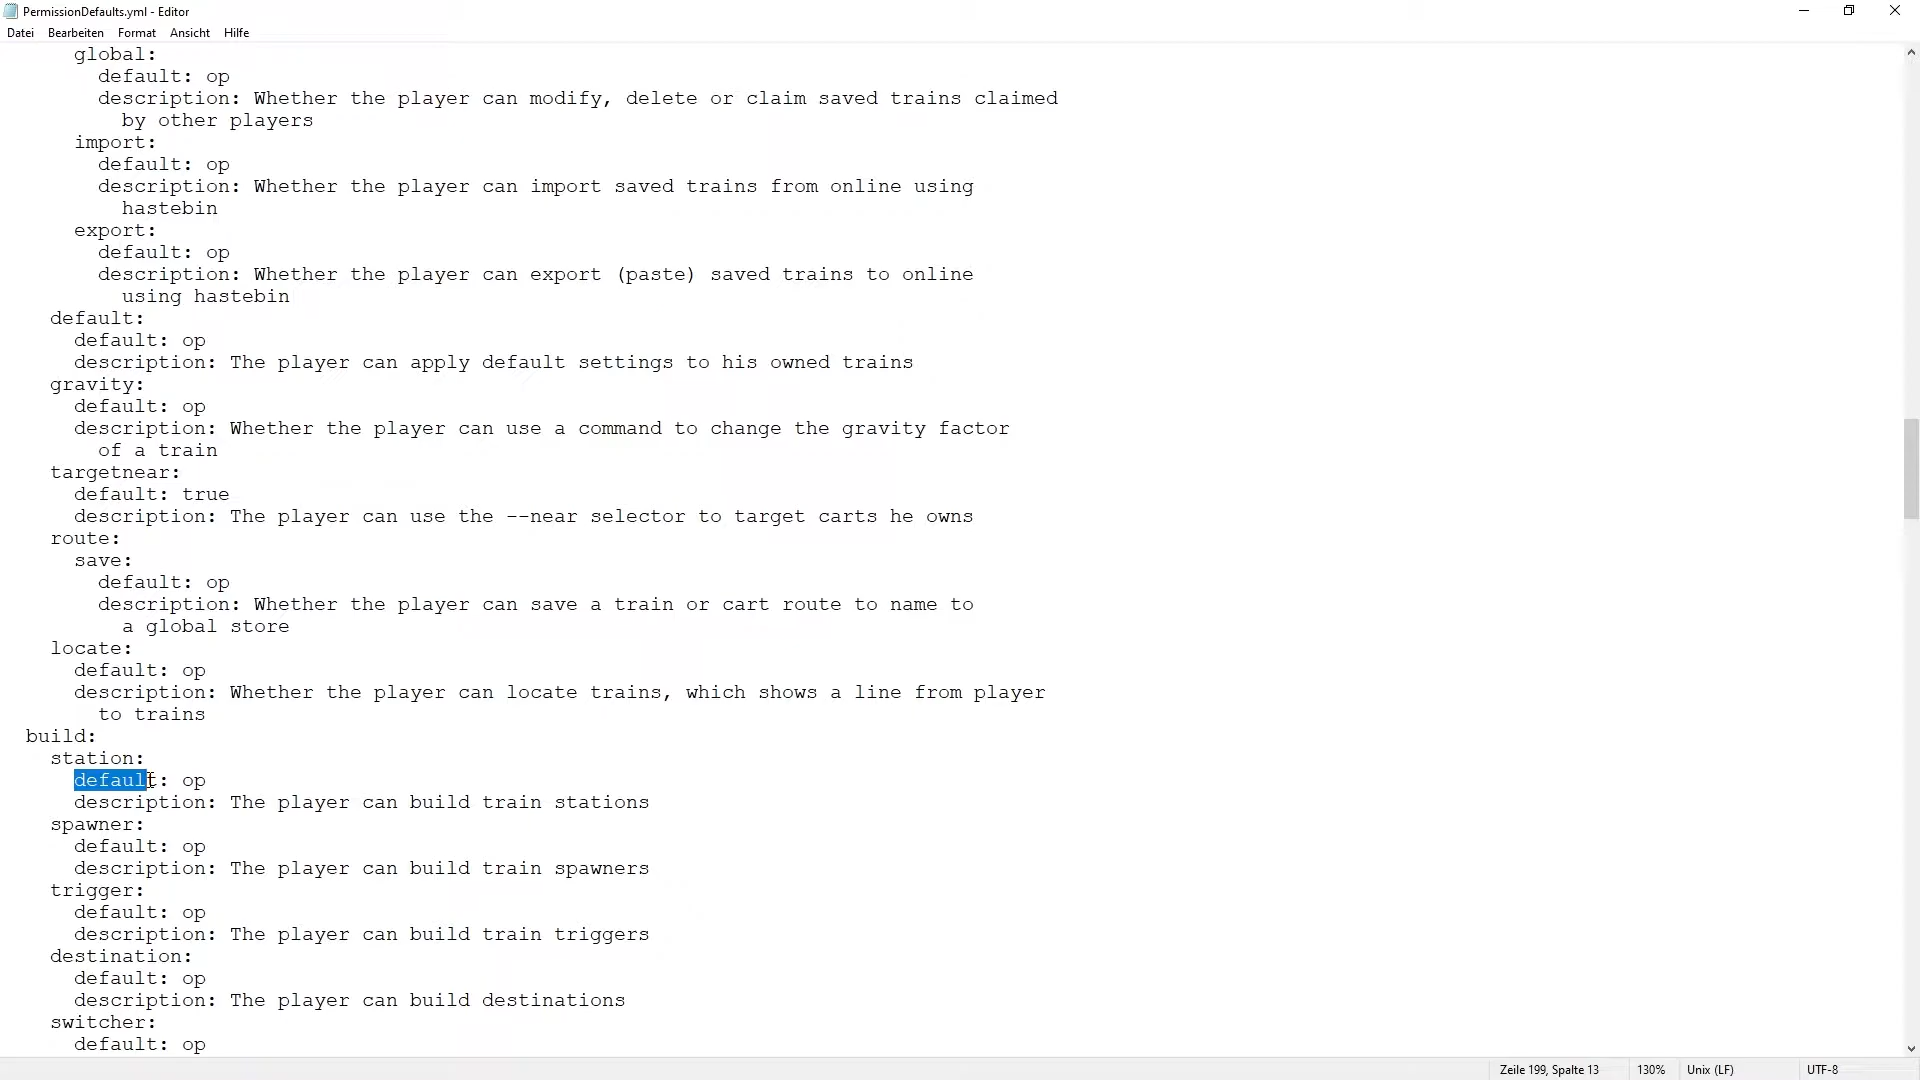 PermissionDefaults.yml - Editor
Datei Bearbeiten Format Ansicht Hilfe
global:
default: op
description: Whether the player can modify, delete or claim saved trains claimed
by other players
import:
default: op
description: Whether the player can import saved trains from online using
hastebin
export:
default: op
description: Whether the player can export (paste) saved trains to online
using hastebin
default:
default: op
description: The player can apply default settings to his owned trains
gravity:
default: op
description: Whether the player can use a command to change the gravity factor
of a train
targetnear:
default: true
description: The player can use the --near selector to target carts he owns
route:
save:
default: op
description: Whether the player can save a train or cart route to name to
a global store
locate:
default: op
description: Whether the player can locate trains, which shows a line from player
to trains
build:
station:
default: op
description: The player can build train stations
spawner:
default: op
description: The player can build train spawners
trigger:
default: op
description: The player can build train triggers
destination:
default: op
description: The player can build destinations
switcher:
default: op
Zeile 199, Spalte 13 130% Unix (LF) UTF-8